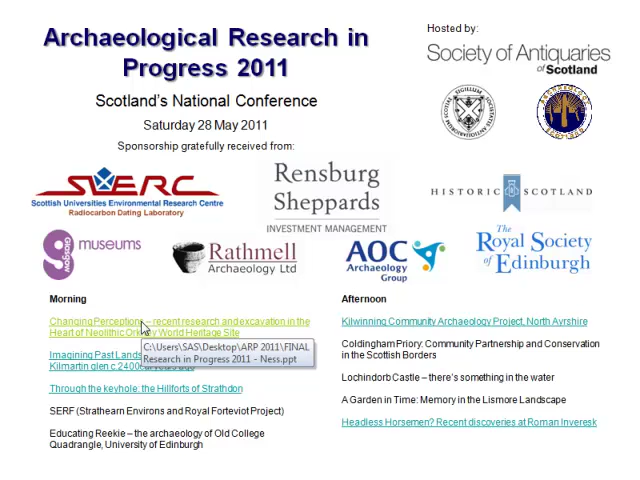 Archaeological Research in
Progress 2011
Scotland's National Conference
Saturday 28 May 2011
Sponsorship gratefully received from:
Hosted by:
Society of Antiquaries
of Scotland
SUERC
Scottish Universities Environmental Research Centre
Radiocarbon Dating Laboratory
Rensburg
Sheppards
INVESTMENT MANAGEMENT
HISTORIC SCOTLAND
Glasgow museums
Rathmell
Archaeology Ltd
AOC
Archaeology
Group
The
Royal Society
of Edinburgh
Morning
Changing Perceptions – recent research and excavation in the
Heart of Neolithic Orkney World Heritage Site
C:\Users\SAS\Desktop\ARP 2011\FINAL
Research in Progress 2011 - Ness.ppt
Imagining Past Lands
Kilmartin glen c.2400
Through the keyhole: the Hillforts of Strathdon
SERF (Strathearn Environs and Royal Forteviot Project)
Educating Reekie – the archaeology of Old College
Quadrangle, University of Edinburgh
Afternoon
Kilwinning Community Archaeology Project, North Ayrshire
Coldingham Priory: Community Partnership and Conservation
in the Scottish Borders
Lochindorb Castle – there's something in the water
A Garden in Time: Memory in the Lismore Landscape
Headless Horsemen? Recent discoveries at Roman Inveresk